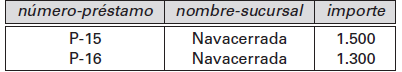 número-préstamo nombre-sucursal importe
P-15 Navacerrada 1.500
P-16 Navacerrada 1.300